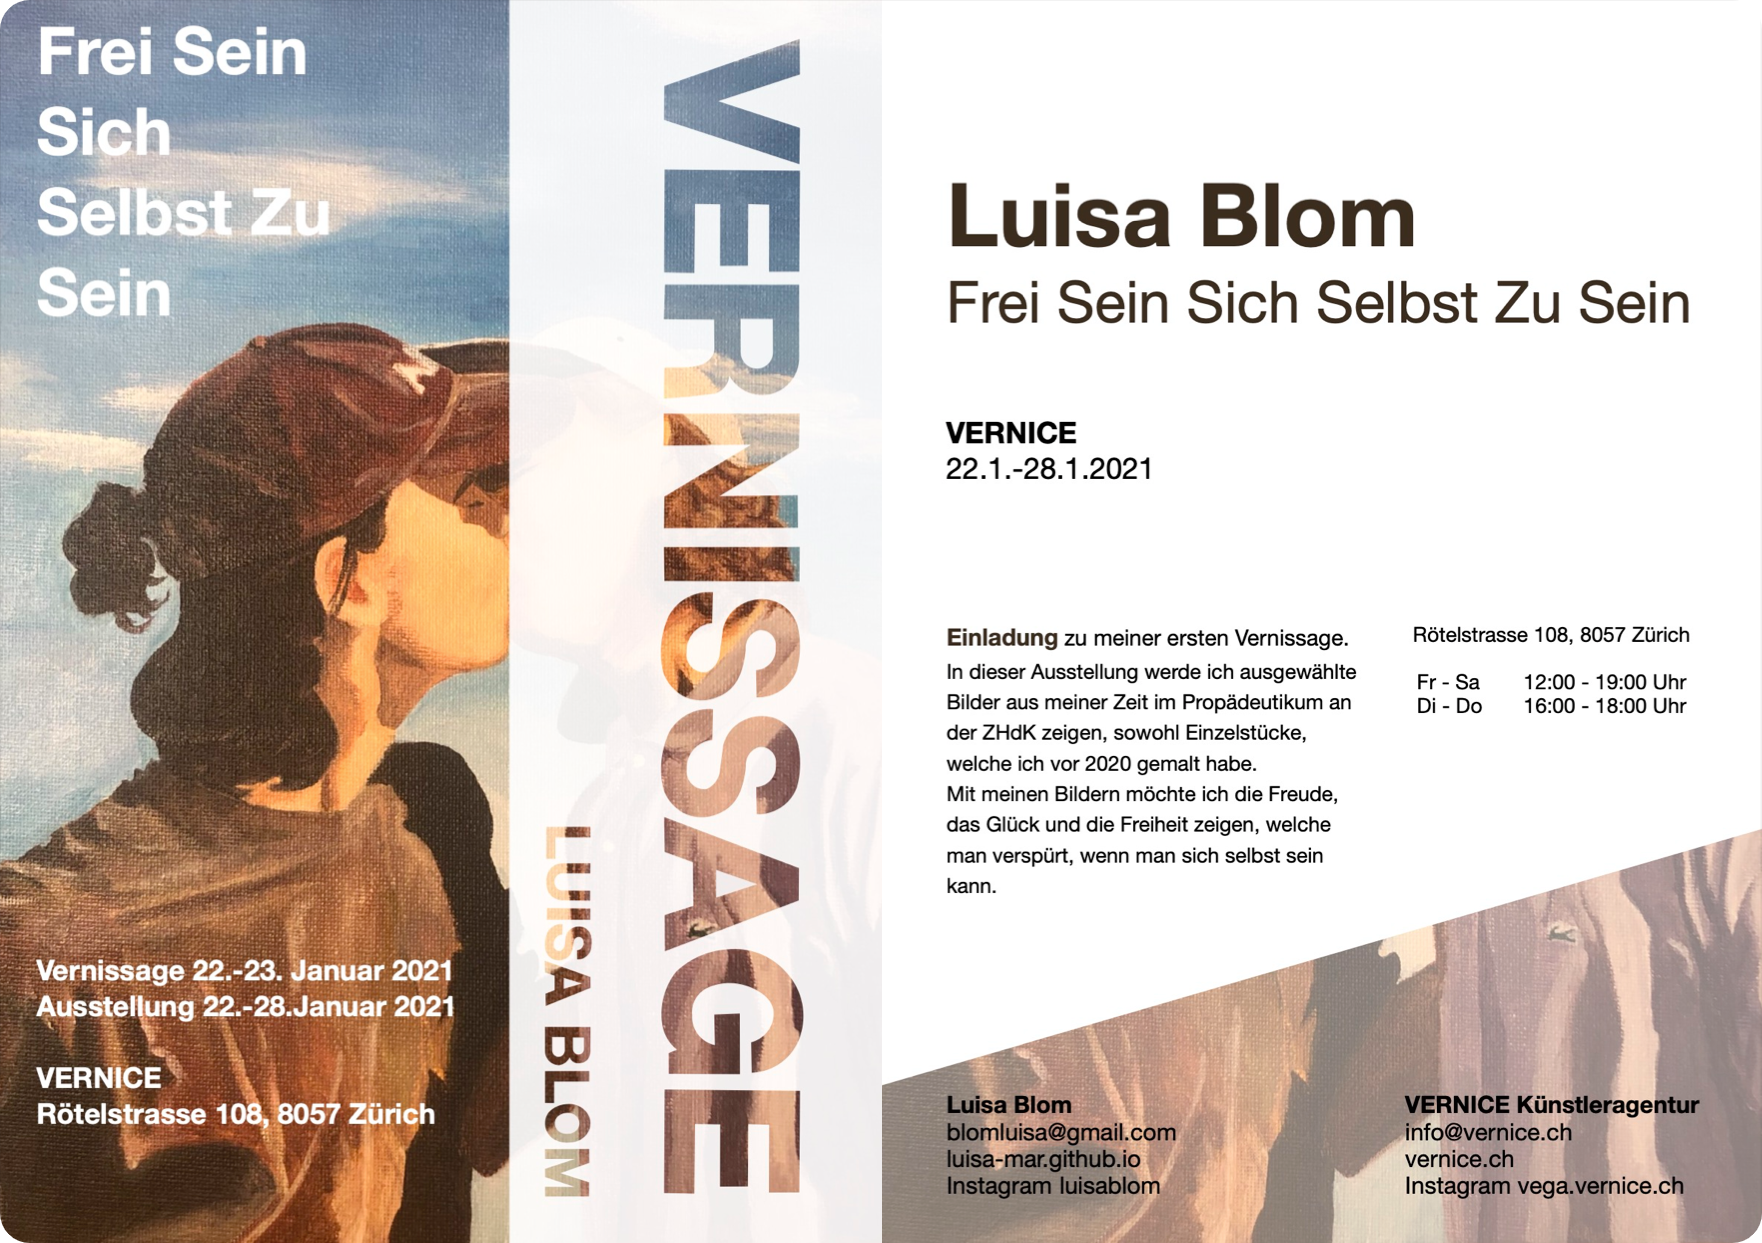 Frei Sein
Sich
Selbst Zu
Sein
Vernissage 22.-23. Januar 2021
Ausstellung 22.-28.Januar 2021
VERNICE
Rötelstrasse 108, 8057 Zürich
LUISA BLOM
VERNISSAGE
Luisa Blom
Frei Sein Sich Selbst Zu Sein
VERNICE
22.1.-28.1.2021
Einladung zu meiner ersten Vernissage.
In dieser Ausstellung werde ich ausgewählte
Bilder aus meiner Zeit im Propädeutikum an
der ZHdK zeigen, sowohl Einzelstücke,
welche ich vor 2020 gemalt habe.
Mit meinen Bildern möchte ich die Freude,
das Glück und die Freiheit zeigen, welche
man verspürt, wenn man sich selbst sein
kann.
Rötelstrasse 108, 8057 Zürich
Fr - Sa 12:00 - 19:00 Uhr
Di - Do 16:00 - 18:00 Uhr
Luisa Blom
blomluisa@gmail.com
luisa-mar.github.io
Instagram luisablom
VERNICE Künstleragentur
info@vernice.ch
vernice.ch
Instagram vega.vernice.ch